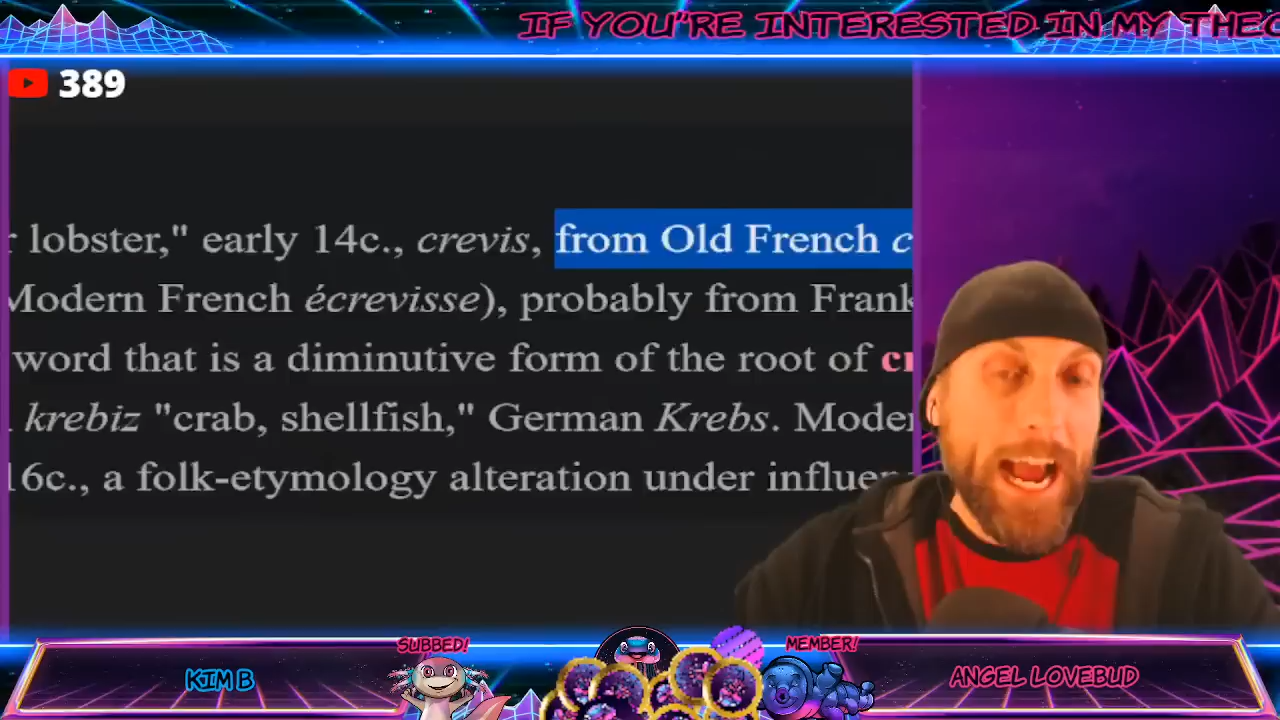 IF YOU"RE INTERESTED IN MY
389
lobster," early 14c., crevis, from Old French c
Modern French écrevisse), probably from Frank
word that is a diminutive form of the root of
krebiz "crab, shellfish," German Krebs. Moder
16c., a folk-etymology alteration under influen
SUBBED!
MEMBER!
KIM B
ANGEL LOVEBUD